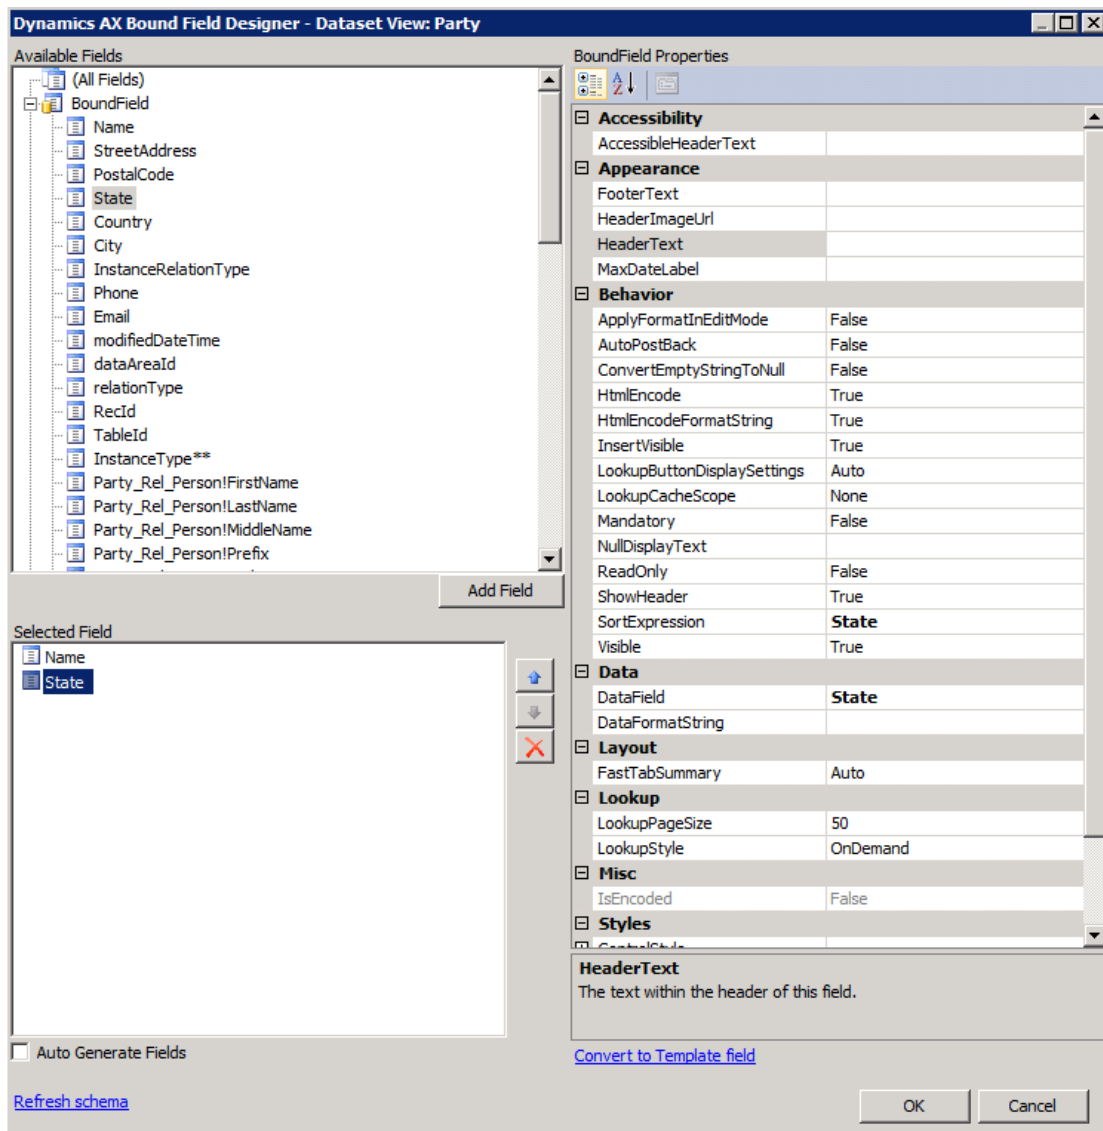 Dynamics AX Bound Field Designer - Dataset View: Party
Available Fields
(All Fields)
BoundField
Name
StreetAddress
PostalCode
State
Country
City
InstanceRelationType
Phone
Email
modifiedDateTime
dataAreaId
relationType
RecId
TableId
InstanceType**
Party_Rel_Person!FirstName
Party_Rel_Person!LastName
Party_Rel_Person!MiddleName
Party_Rel_Person!Prefix
Add Field
Selected Field
Name
State
Auto Generate Fields
Refresh schema
BoundField Properties
Accessibility
AccessibleHeaderText
Appearance
FooterText
HeaderImageUrl
HeaderText
MaxDateLabel
Behavior
ApplyFormatInEditMode False
AutoPostBack False
ConvertEmptyStringToNull False
HtmlEncode True
HtmlEncodeFormatString True
InsertVisible True
LookupButtonDisplaySettings Auto
LookupCacheScope None
Mandatory False
NullDisplayText
ReadOnly False
ShowHeader True
SortExpression State
Visible True
Data
DataField State
DataFormatString
Layout
FastTabSummary Auto
Lookup
LookupPageSize 50
LookupStyle OnDemand
Misc
IsEncoded False
Styles
ControlStyle
HeaderText
The text within the header of this field.
Convert to Template field
OK Cancel